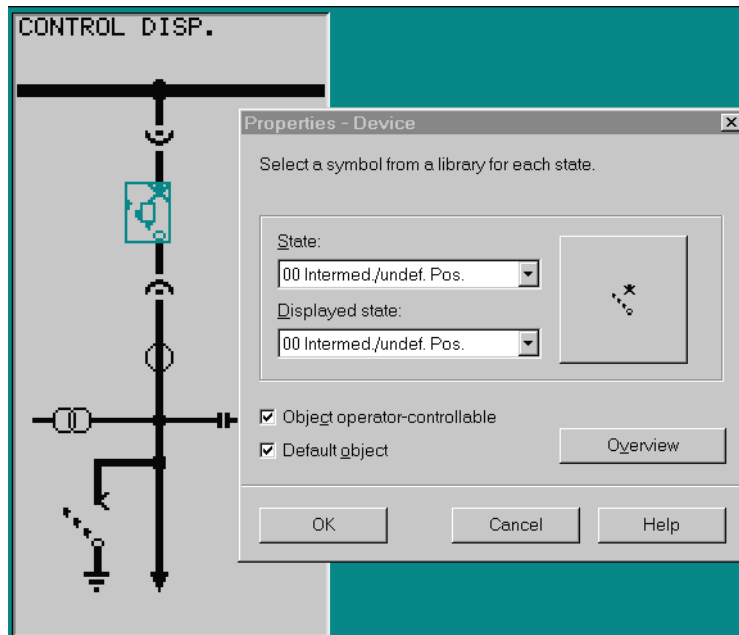 CONTROL DISP.
Properties - Device
Select a symbol from a library for each state.
State:
00 Intermed./undef. Pos.
Displayed state:
00 Intermed./undef. Pos.
Object operator-controllable
Default object
Overview
OK
Cancel
Help